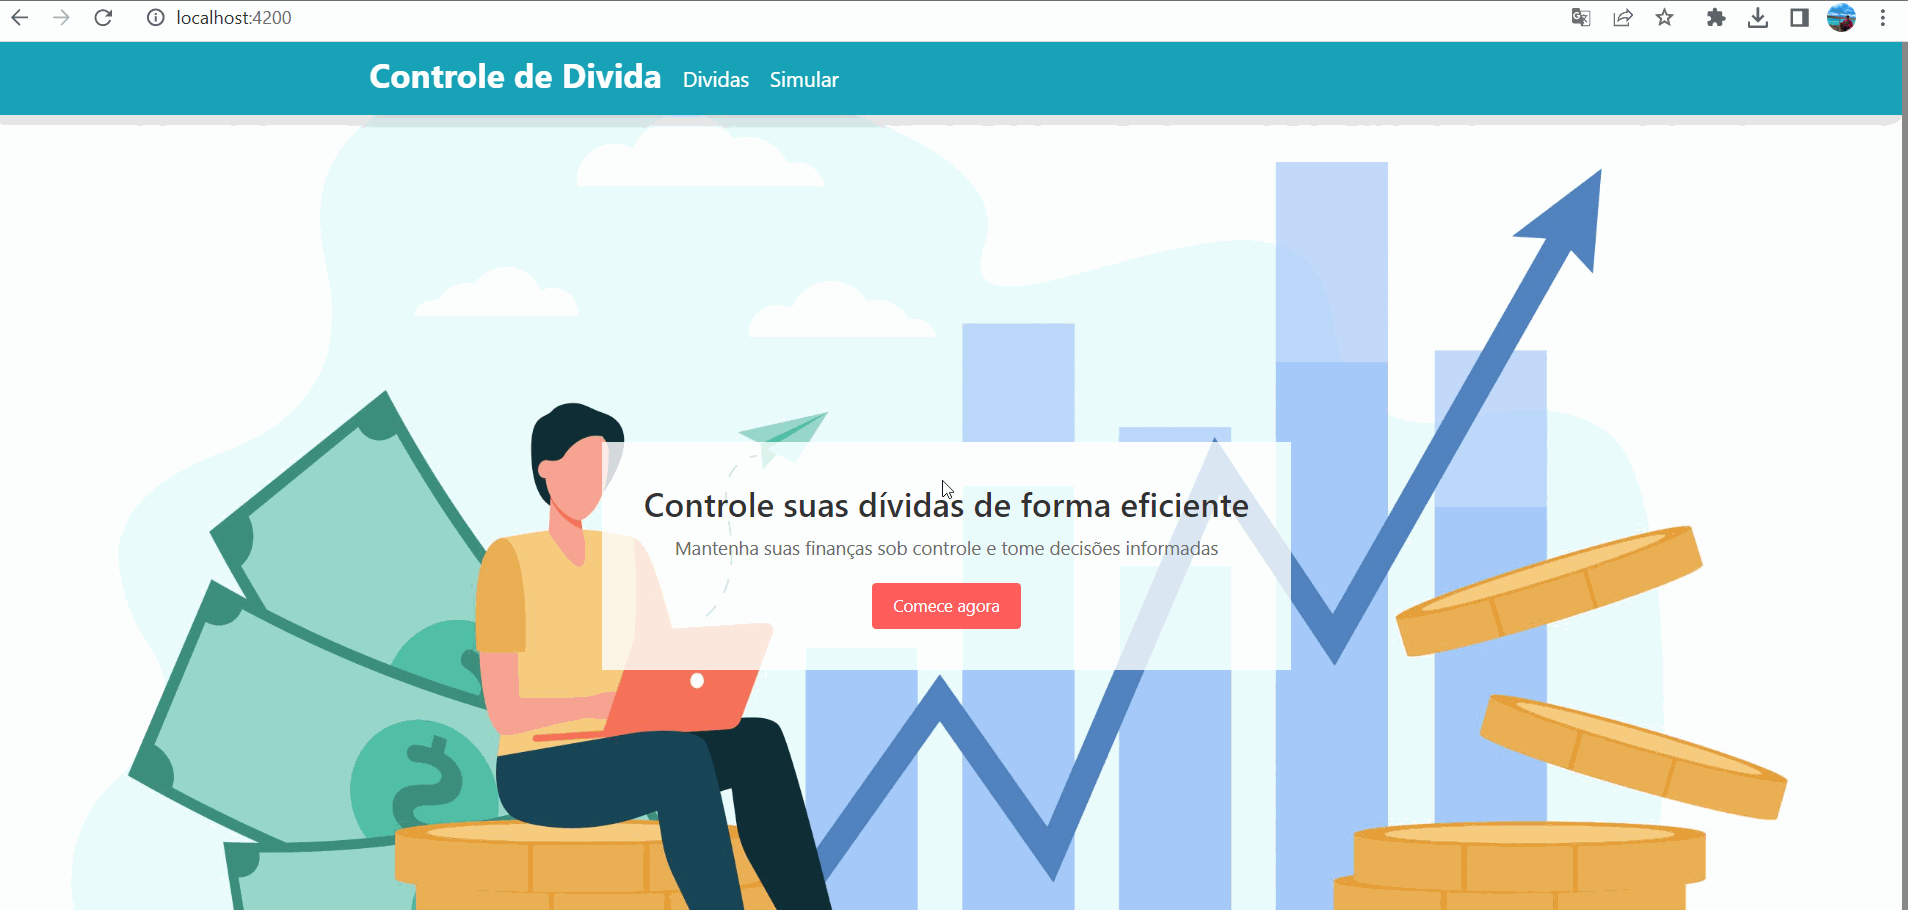 localhost:4200
Controle de Divida Dividas Simular
Controle suas dívidas de forma eficiente
Mantenha suas finanças sob controle e tome decisões informadas
Comece agora